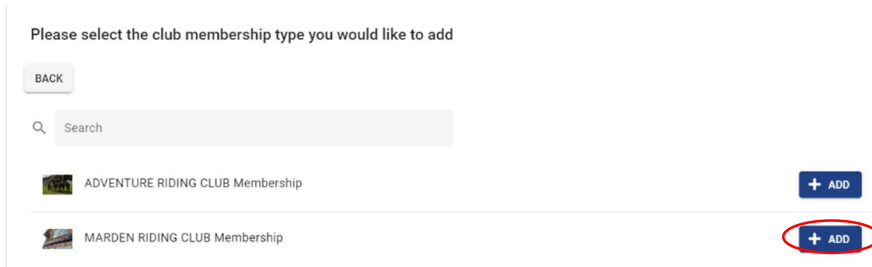 Please select the club membership type you would like to add
BACK
Search
ADVENTURE RIDING CLUB Membership
+ ADD
MARDEN RIDING CLUB Membership
+ ADD